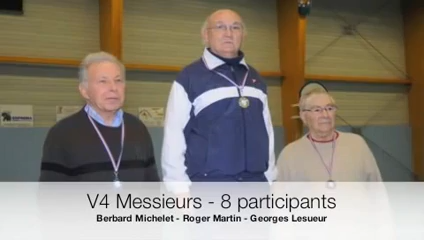 V4 Messieurs - 8 participants
Berbard Michelet - Roger Martin - Georges Lesueur